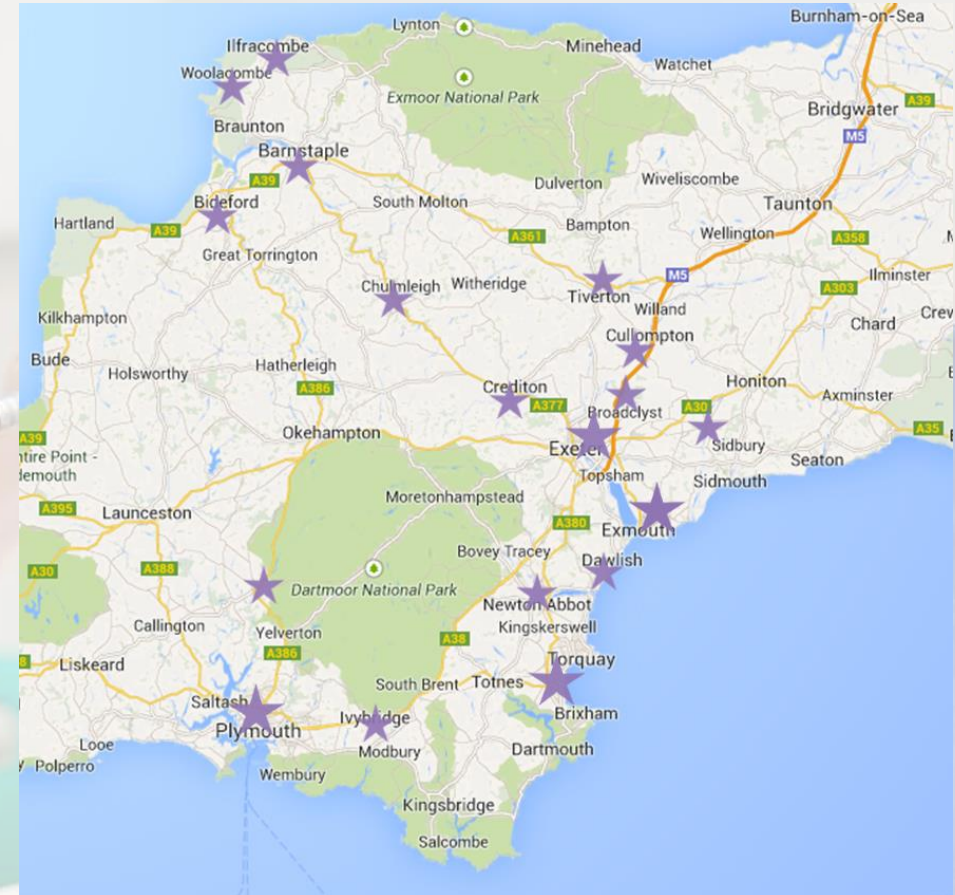 Burnham-on-Sea
Lynton
Ilfracombe
Minehead
Woolacombe
Watchet
Exmoor National Park
A39
Bridgwater
Braunton
M5
Barnstaple
A39
Dulverton
Wiveliscombe
Bideford
South Molton
Taunton
Hartland
A39
Bampton
Wellington
A361
A358
Great Torrington
M5
Ilminster
Chulmleigh
Witheridge
A303
Tiverton
Willand
Kilkhampton
Chard
Crev
Cullompton
Bude
Holsworthy
Hatherleigh
Honiton
A386
Crediton
Axminster
A377
A30
Broadclyst
A35
Okehampton
A39
Exeter
Sidbury
ntire Point -
demouth
Seaton
Topsham
Sidmouth
Moretonhampstead
A395
Launceston
A380
Exmouth
Bovey Tracey
Dawlish
A30
A388
Dartmoor National Park
Newton Abbot
Callington
Kingskerswell
Yelverton
A38
A386
Liskeard
Torquay
South Brent
Totnes
Saltash
Brixham
Ivybridge
Plymouth
Looe
Modbury
Dartmouth
Polperro
Wembury
Kingsbridge
Salcombe